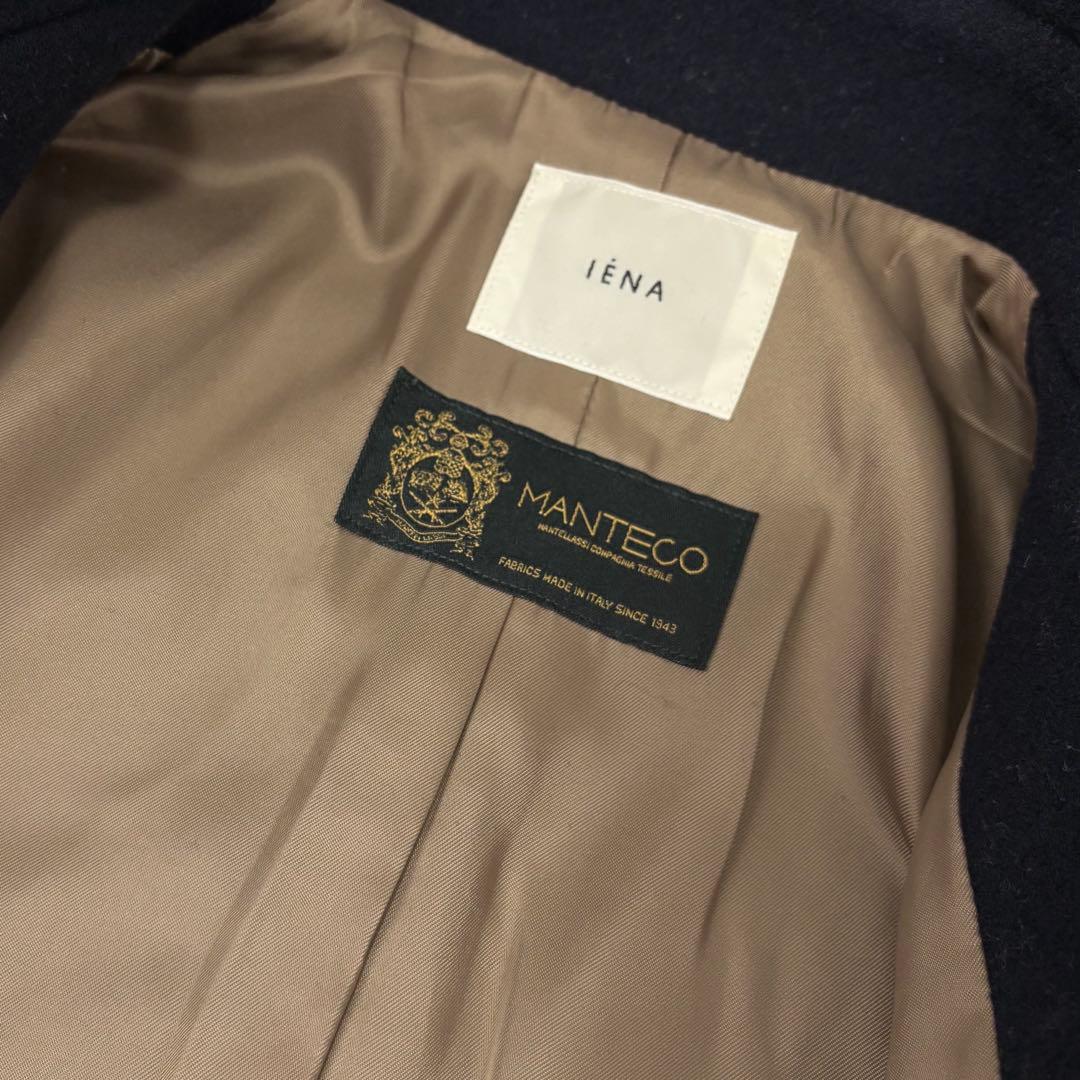 IÉNA
MANTECO
MANTELLASSI COMPAGNIA TESSILE
FABRICS MADE IN ITALY SINCE 1943